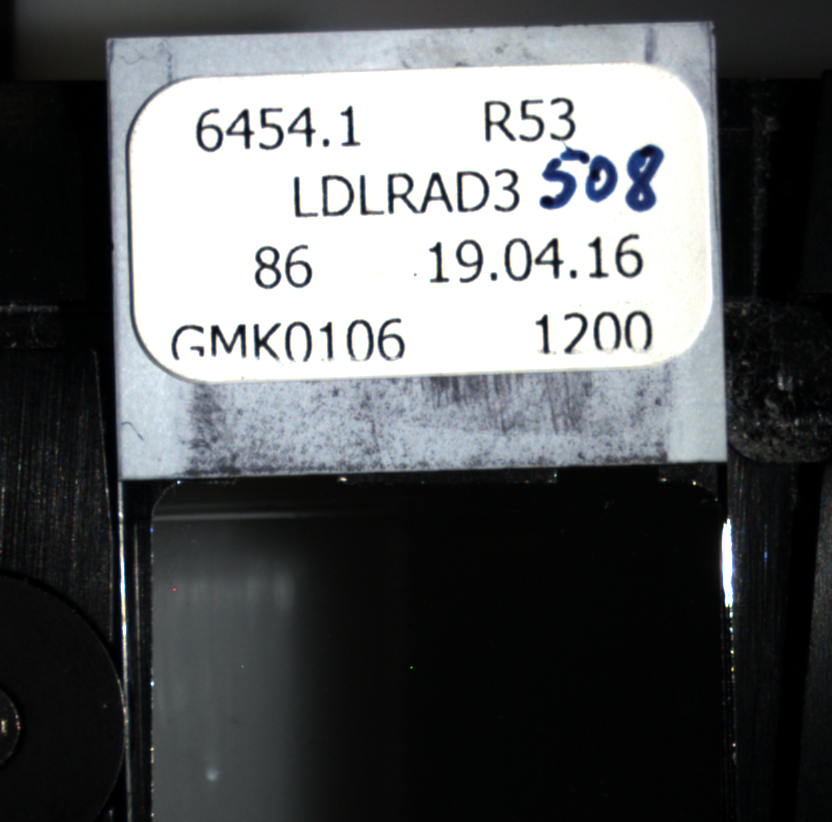 6454.1 R53
LDLRAD3 508
86 19.04.16
GMK0106 1200